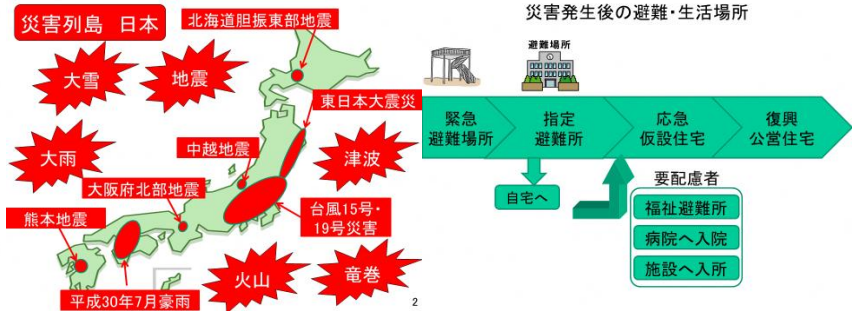 災害列島 日本
北海道胆振東部地震
大雪
地震
東日本大震災
大雨
中越地震
津波
大阪府北部地震
熊本地震
台風15号・
19号災害
火山
竜巻
平成30年7月豪雨
2
災害発生後の避難・生活場所
避難場所
緊急
避難場所
指定
避難所
応急
仮設住宅
復興
公営住宅
自宅へ
要配慮者
福祉避難所
病院へ入院
施設へ入所